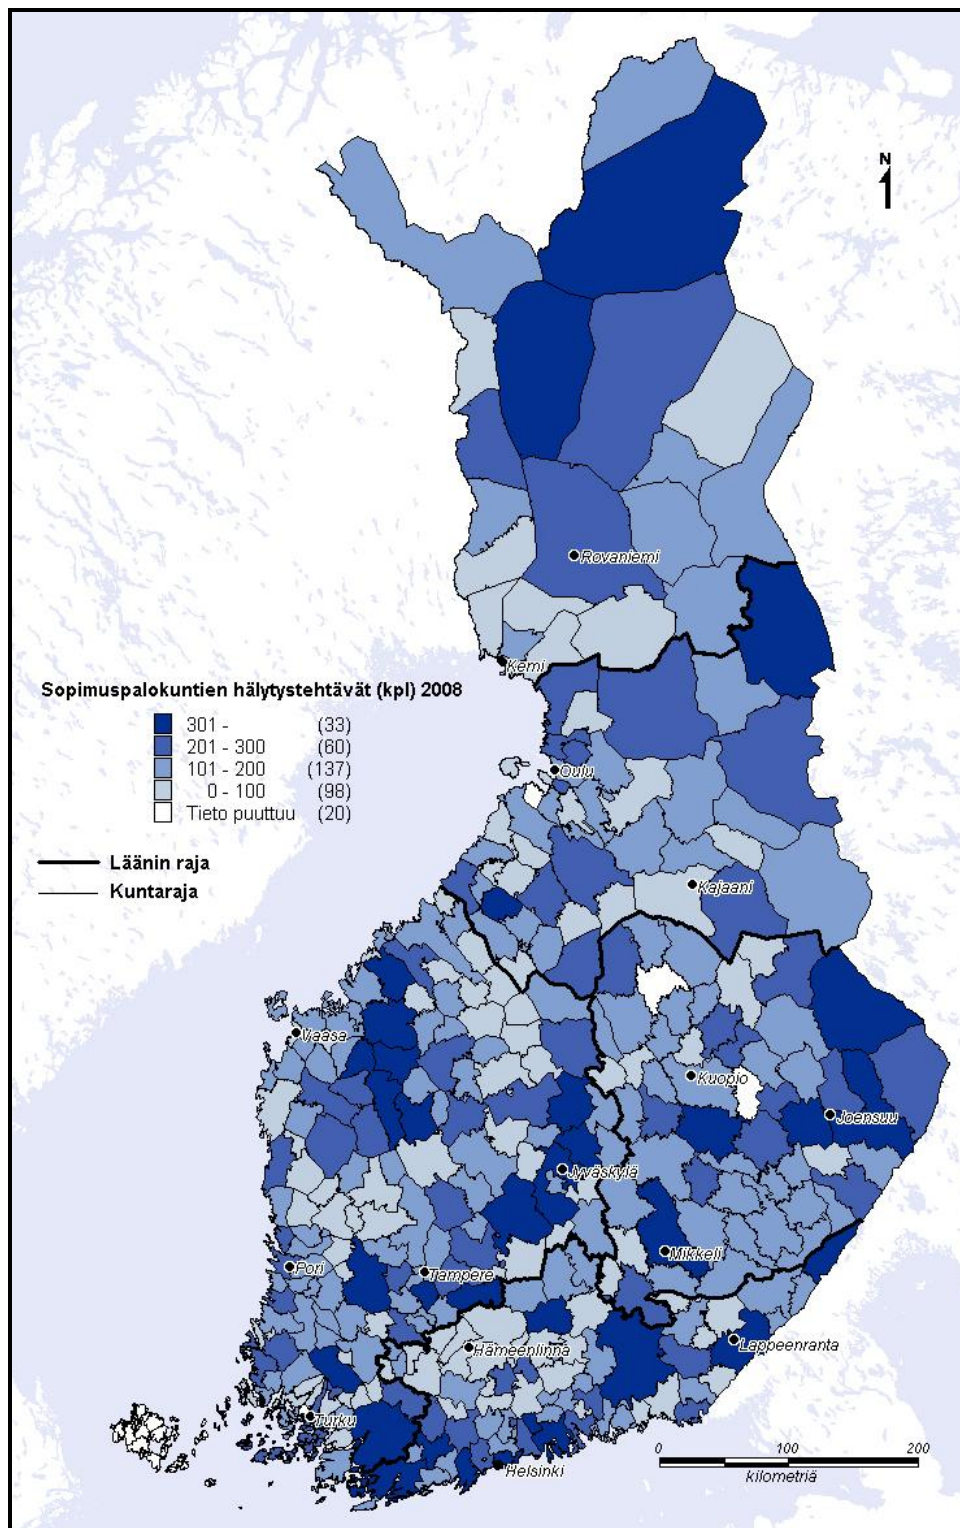 N
Rovaniemi
Kemi
Sopimuspalokuntien hälytystehtävät (kpl) 2008
301 - (33)
201 - 300 (60)
101 - 200 (137)
0 - 100 (98)
Tieto puuttuu (20)
Oulu
Läänin raja
Kuntaraja
Kajaani
Vaasa
Kuopio
Joensuu
Jyväskylä
Mikkeli
Pori
Tampere
Lappeenranta
Hämeenlinna
Turku
Helsinki
0 100 200
kilometriä